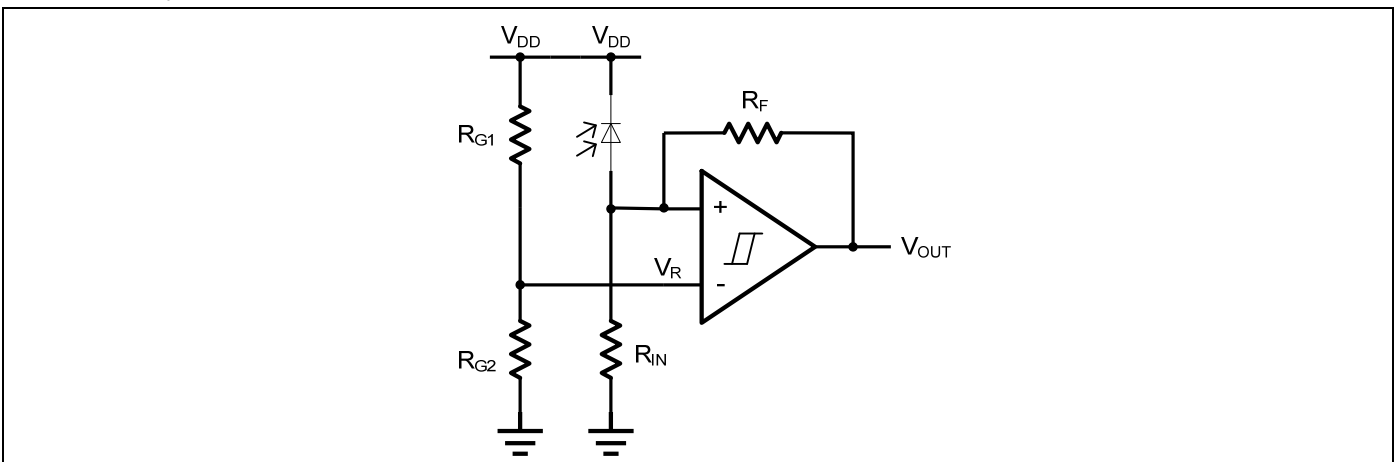 VDD VDD
RF
RG1
+
VR
-
VOUT
RG2
RIN